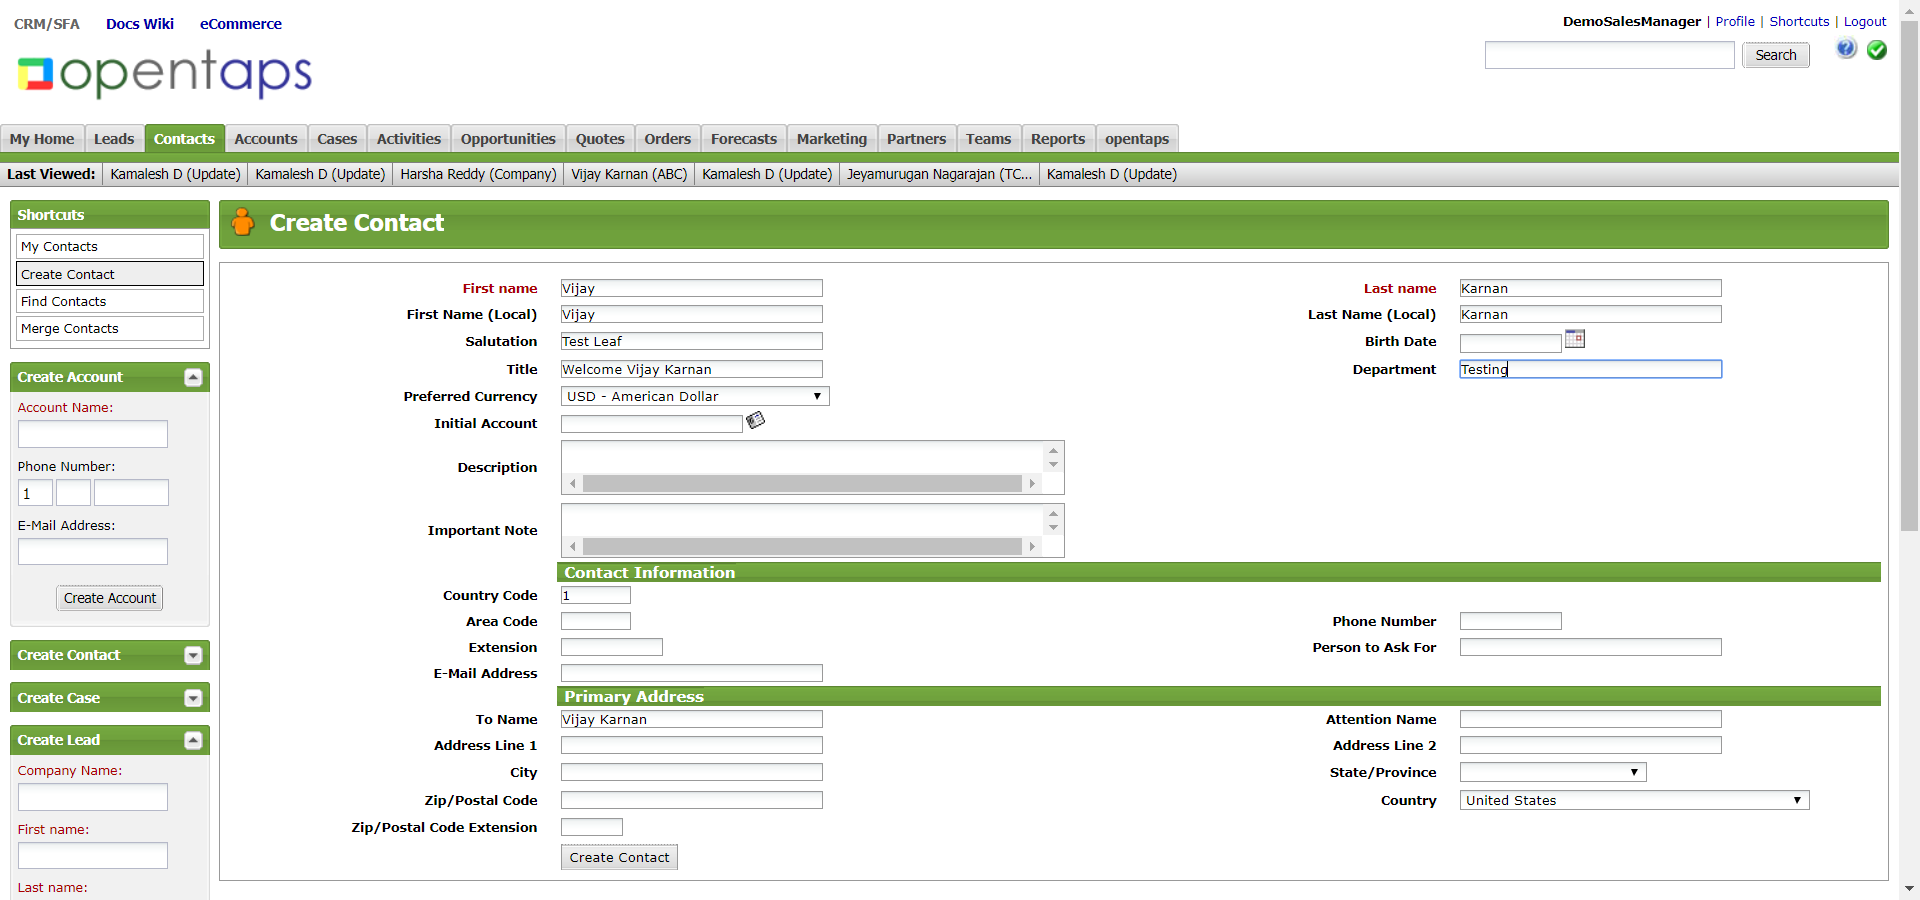 CRM/SFA Docs Wiki eCommerce
DemoSalesManager | Profile | Shortcuts | Logout
opentaps
Search
My Home Leads Contacts Accounts Cases Activities Opportunities Quotes Orders Forecasts Marketing Partners Teams Reports opentaps
Last Viewed: Kamalesh D (Update) Kamalesh D (Update) Harsha Reddy (Company) Vijay Karnan (ABC) Kamalesh D (Update) Jeyamurugan Nagarajan (TC... Kamalesh D (Update)
Shortcuts
My Contacts
Create Contact
Find Contacts
Merge Contacts
Create Account
Account Name:
Phone Number:
1
E-Mail Address:
Create Account
Create Contact
Create Case
Create Lead
Company Name:
First name:
Last name:
Create Contact
First name Vijay Last name Karnan
First Name (Local) Vijay Last Name (Local) Karnan
Salutation Test Leaf Birth Date
Title Welcome Vijay Karnan Department Testing
Preferred Currency USD - American Dollar
Initial Account
Description
Important Note
Contact Information
Country Code 1
Area Code Phone Number
Extension Person to Ask For
E-Mail Address
Primary Address
To Name Vijay Karnan Attention Name
Address Line 1 Address Line 2
City State/Province
Zip/Postal Code Country United States
Zip/Postal Code Extension
Create Contact